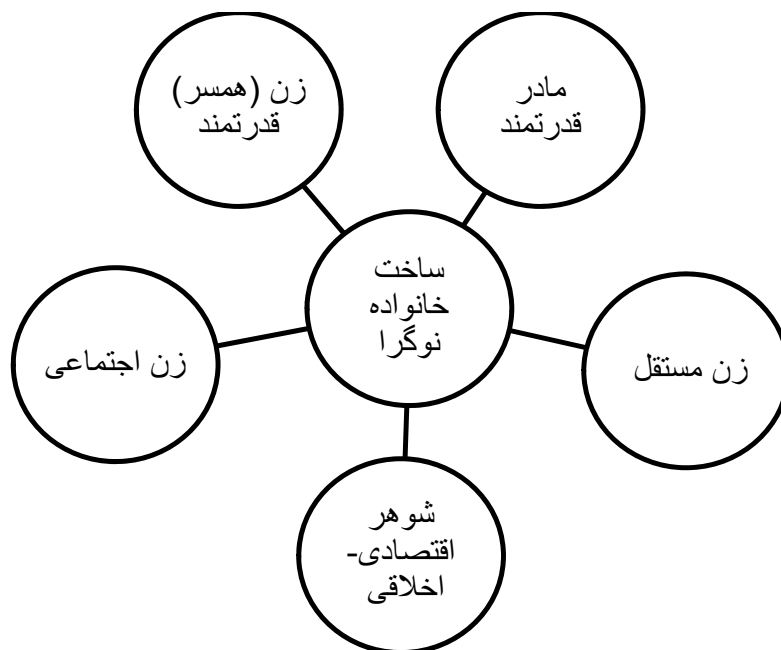 مادر
قدرتمند
زن (همسر)
قدرتمند
ساخت
خانواده
نوگرا
زن مستقل
زن اجتماعی
شوهر
اقتصادی-
اخلاقی